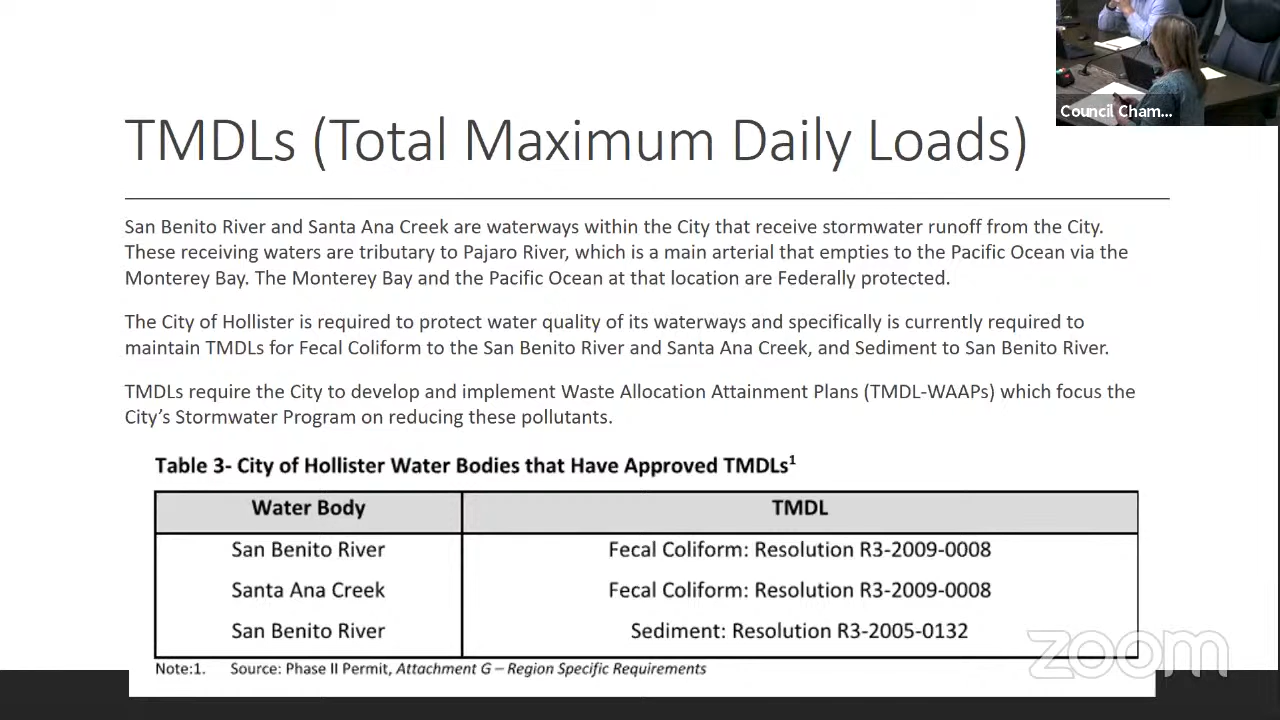 Council Cham...
TMDLs (Total Maximum Daily Loads)
San Benito River and Santa Ana Creek are waterways within the City that receive stormwater runoff from the City.
These receiving waters are tributary to Pajaro River, which is a main arterial that empties to the Pacific Ocean via the
Monterey Bay. The Monterey Bay and the Pacific Ocean at that location are Federally protected.
The City of Hollister is required to protect water quality of its waterways and specifically is currently required to
maintain TMDLs for Fecal Coliform to the San Benito River and Santa Ana Creek, and Sediment to San Benito River.
TMDLs require the City to develop and implement Waste Allocation Attainment Plans (TMDL-WAAPs) which focus the
City’s Stormwater Program on reducing these pollutants.
Table 3- City of Hollister Water Bodies that Have Approved TMDLs1
Water Body TMDL
San Benito River Fecal Coliform: Resolution R3-2009-0008
Santa Ana Creek Fecal Coliform: Resolution R3-2009-0008
San Benito River Sediment: Resolution R3-2005-0132
Note:1. Source: Phase II Permit, Attachment G – Region Specific Requirements
zoom